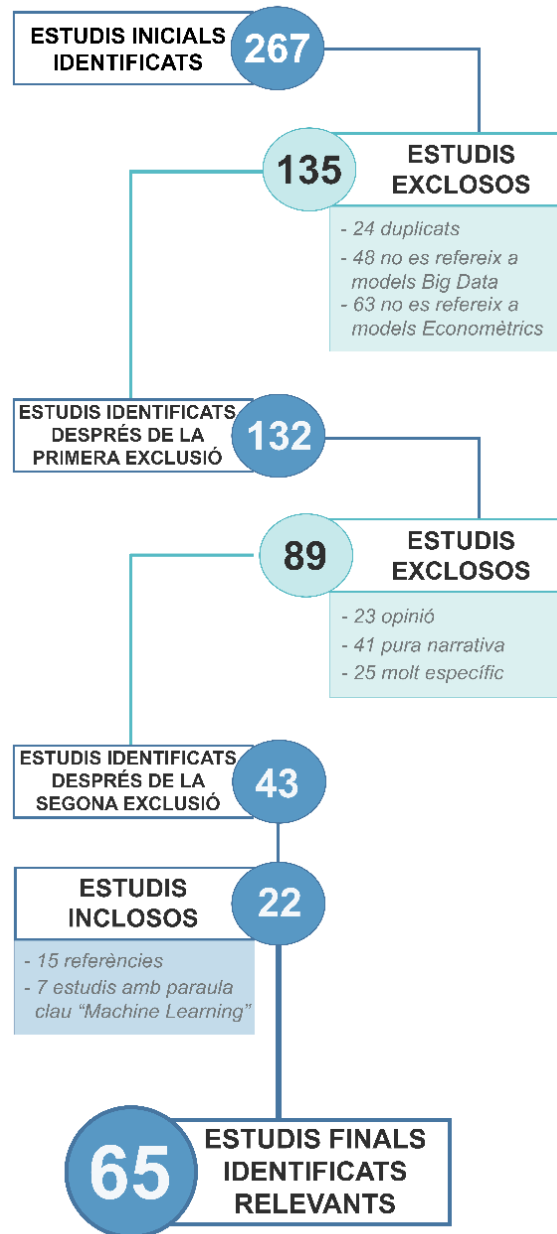 ESTUDIS INICIALS
IDENTIFICATS
267
135
ESTUDIS
EXCLOSOS
- 24 duplicats
- 48 no es refereix a
models Big Data
- 63 no es refereix a
models Economètrics
ESTUDIS IDENTIFICATS
DESPRÉS DE LA
PRIMERA EXCLUSIÓ
132
89
ESTUDIS
EXCLOSOS
- 23 opinió
- 41 pura narrativa
- 25 molt específic
ESTUDIS IDENTIFICATS
DESPRÉS DE LA
SEGONA EXCLUSIÓ
43
ESTUDIS
INCLOSOS
22
- 15 referències
- 7 estudis amb paraula
clau “Machine Learning”
65
ESTUDIS FINALS
IDENTIFICATS
RELEVANTS